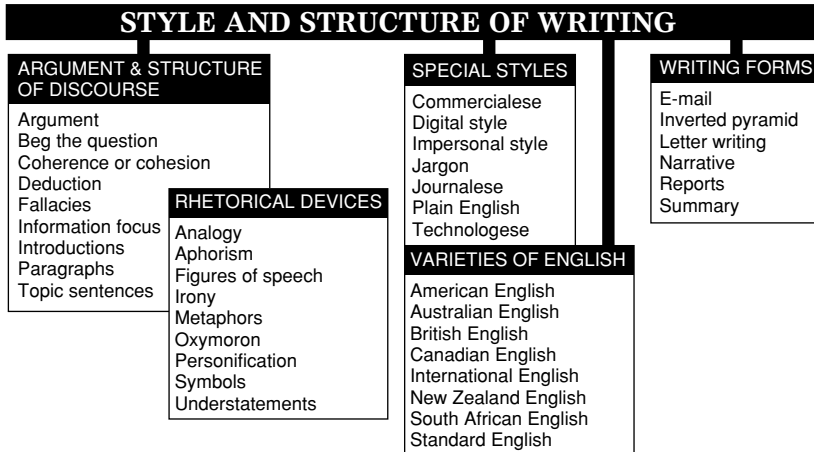 STYLE AND STRUCTURE OF WRITING
ARGUMENT & STRUCTURE
OF DISCOURSE
Argument
Beg the question
Coherence or cohesion
Deduction
Fallacies
Information focus
Introductions
Paragraphs
Topic sentences
RHETORICAL DEVICES
Analogy
Aphorism
Figures of speech
Irony
Metaphors
Oxymoron
Personification
Symbols
Understatements
SPECIAL STYLES
Commercialese
Digital style
Impersonal style
Jargon
Journalese
Plain English
Technologese
VARIETIES OF ENGLISH
American English
Australian English
British English
Canadian English
International English
New Zealand English
South African English
Standard English
WRITING FORMS
E-mail
Inverted pyramid
Letter writing
Narrative
Reports
Summary